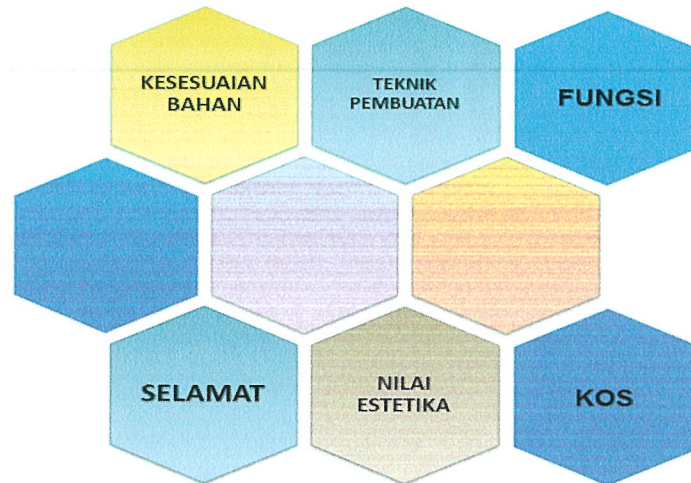 KESESUAIAN
BAHAN
TEKNIK
PEMBUATAN
FUNGSI
SELAMAT
NILAI
ESTETIKA
KOS